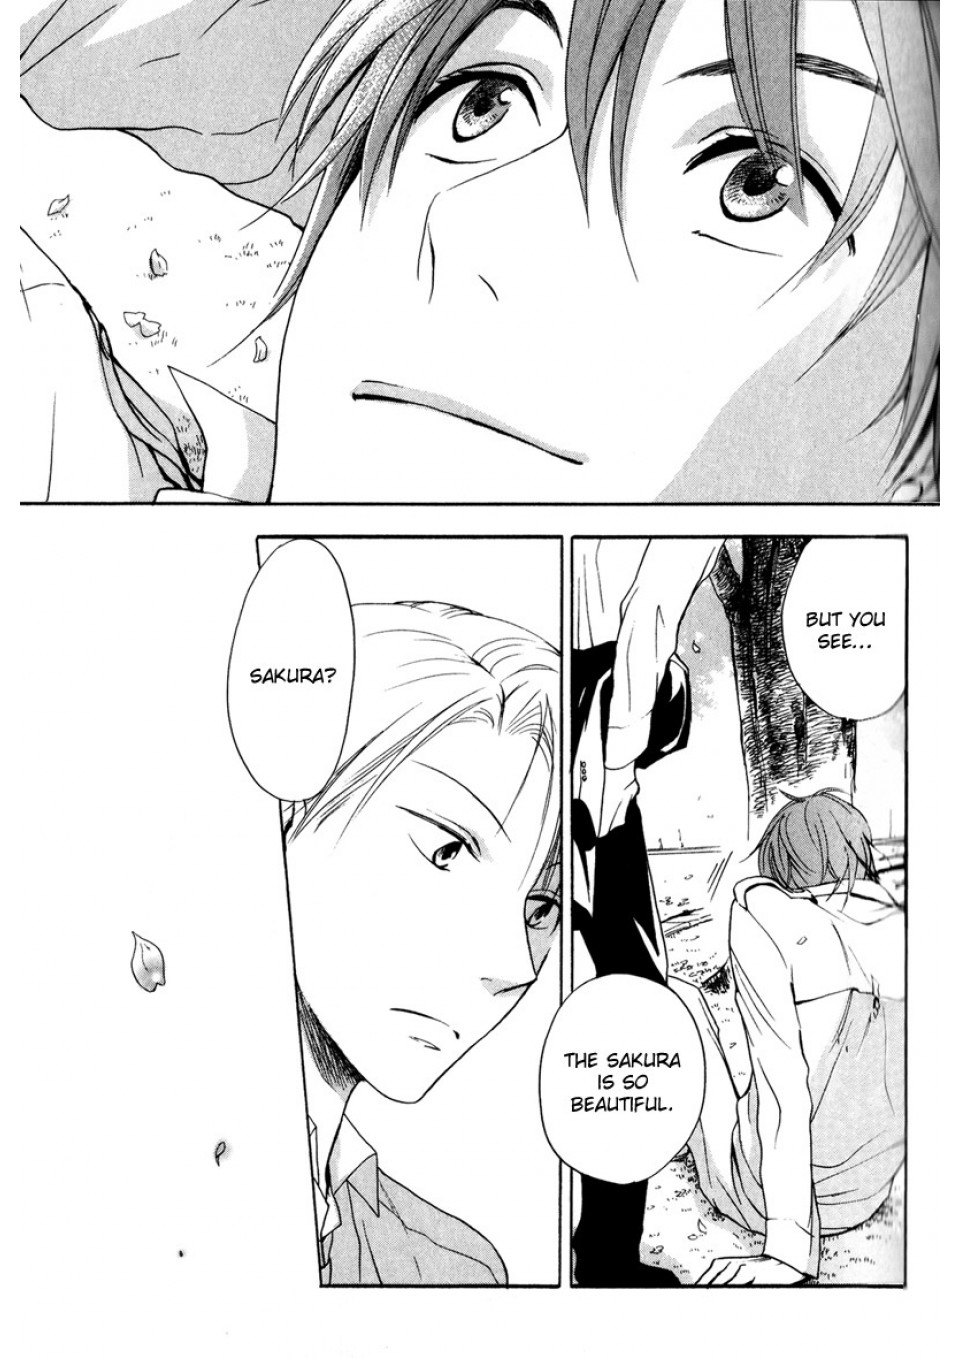 BUT YOU
SEE...
THE SAKURA
IS SO
BEAUTIFUL.
SAKURA?